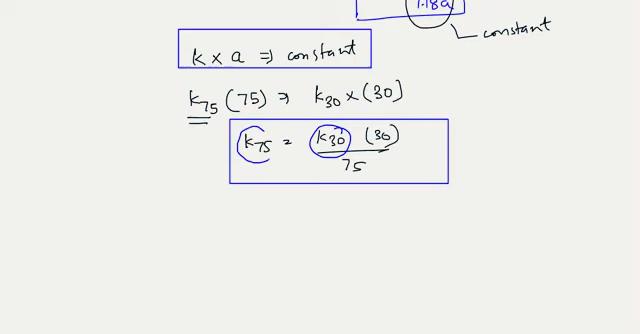 1.18a
constant
k × a ⇒ constant
K75 (75) ⇒ K30 × (30)
K75 = K30 (30)
75